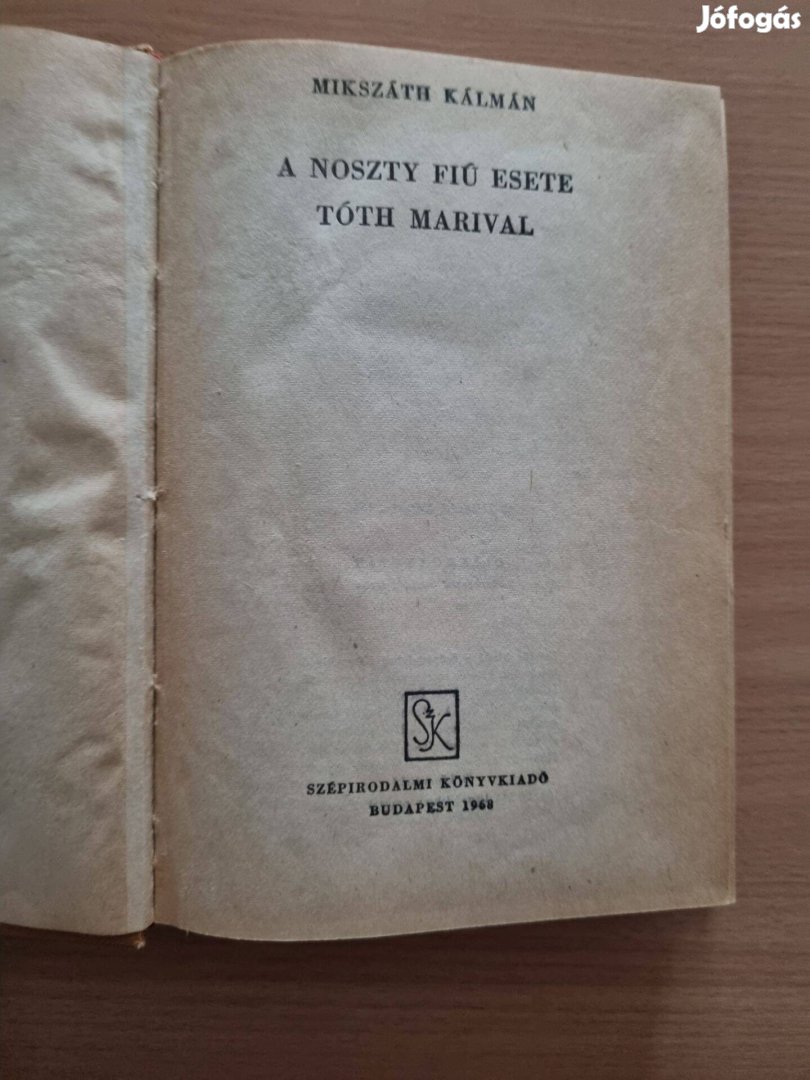 Jófogás
MIKSZÁTH KÁLMÁN
A NOSZTY FIÚ ESETE
TÓTH MARIVAL
SzK
SZÉPIRODALMI KÖNYVKIADÓ
BUDAPEST 1968